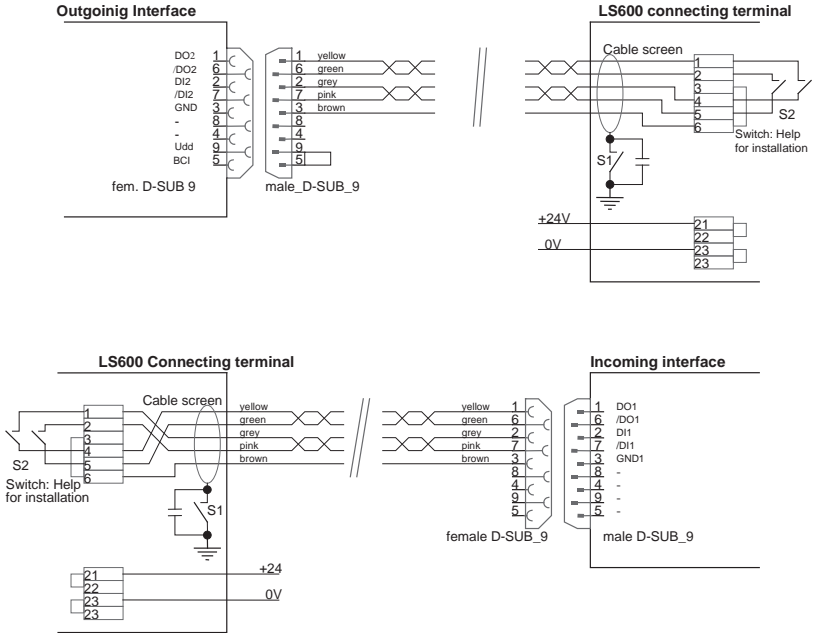 Outgoinig Interface
LS600 connecting terminal
DO2 1 1 yellow
/DO2 6 6 green
DI2 2 2 grey
/DI2 7 7 pink
GND 3 3 brown
- 8 8
- 4 4
Udd 9 9
BCI 5 5
fem. D-SUB 9
male_D-SUB_9
Cable screen
1
2
3
4
5
6
S2
Switch: Help
for installation
S1
+24V
0V
21
22
23
23
LS600 Connecting terminal
Incoming interface
Cable screen
1
2
3
4
5
6
S2
Switch: Help
for installation
S1
yellow
green
grey
pink
brown
yellow 1 1 DO1
green 6 6 /DO1
grey 2 2 DI1
pink 7 7 /DI1
brown 3 3 GND1
8 8 -
4 4 -
9 9 -
5 5 -
female D-SUB_9
male D-SUB_9
21
22
23
23
+24
0V